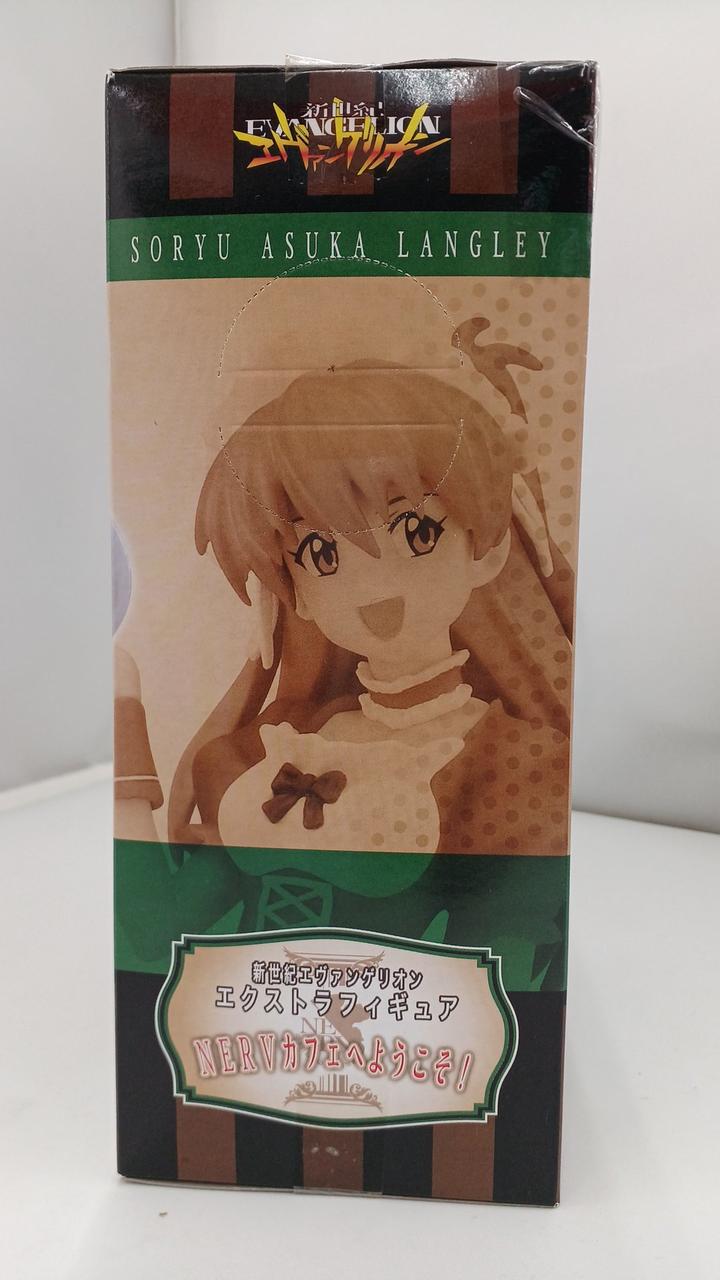 新世紀
EVANGELION
エヴァンゲリオン
SORYU ASUKA LANGLEY
新世紀エヴァンゲリオン
エクストラフィギュア
NERVカフェへようこそ!